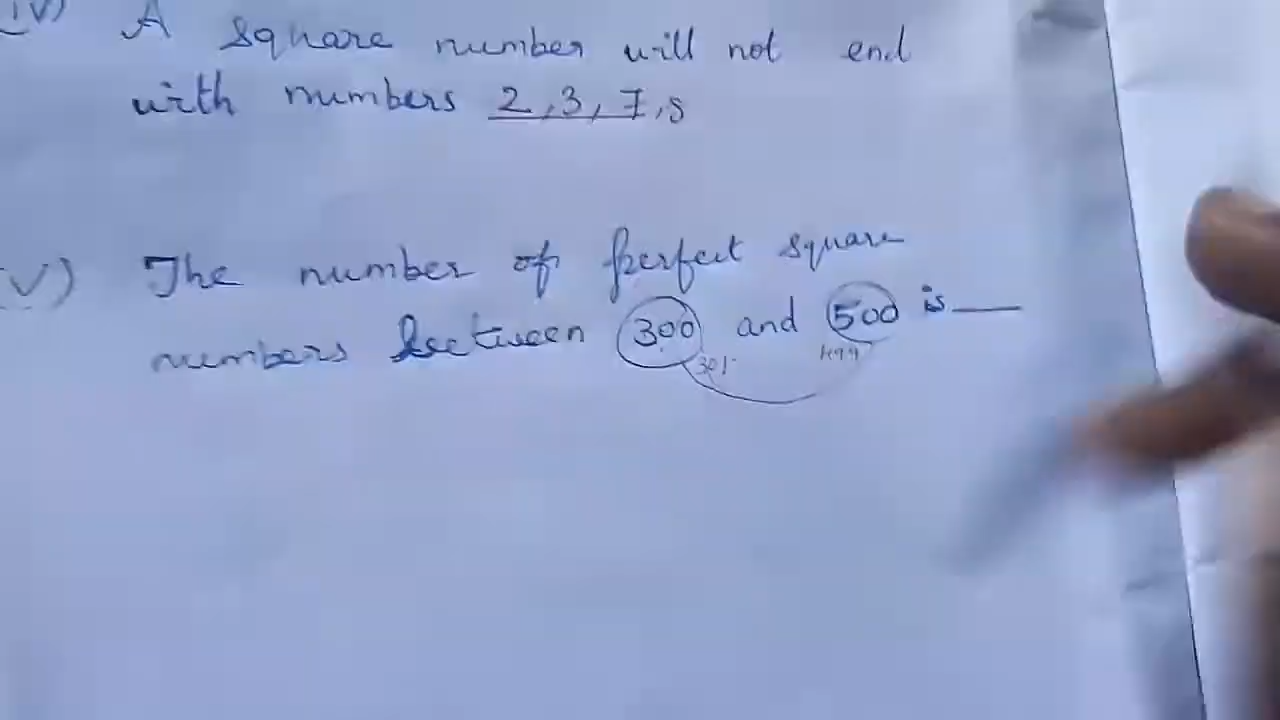 iv) A square number will not end
with numbers 2, 3, 7, 8
(v) The number of perfect square
numbers between 300 and 500 is ___
301 499